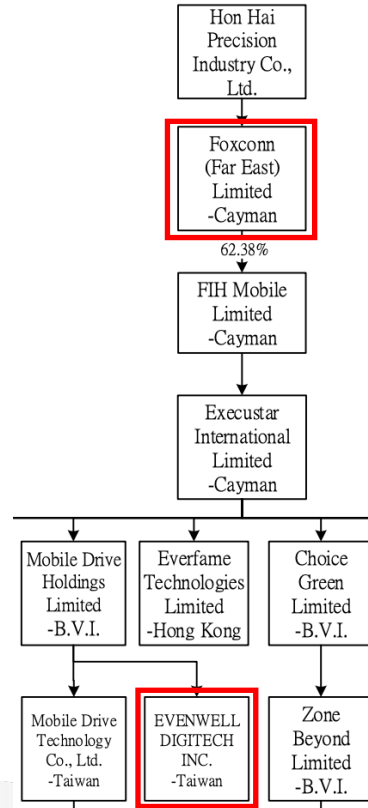 Hon Hai
Precision
Industry Co.,
Ltd.
Foxconn
(Far East)
Limited
-Cayman
62.38%
FIH Mobile
Limited
-Cayman
Execustar
International
Limited
-Cayman
Mobile Drive
Holdings
Limited
-B.V.I.
Everfame
Technologies
Limited
-Hong Kong
Choice
Green
Limited
-B.V.I.
Mobile Drive
Technology
Co., Ltd.
-Taiwan
EVENWELL
DIGITECH
INC.
-Taiwan
Zone
Beyond
Limited
-B.V.I.